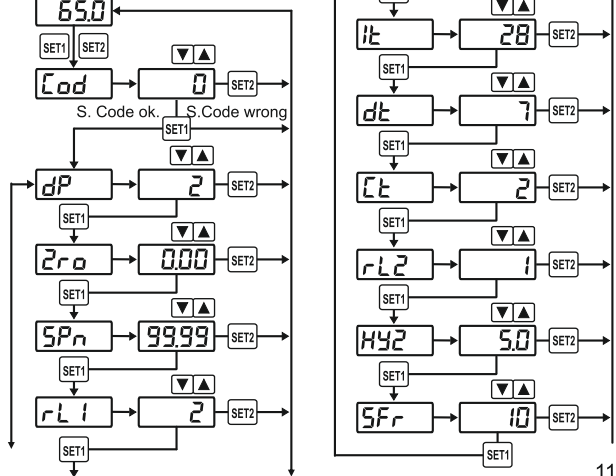 65.0
SET1 SET2
Cod 0 SET2
S. Code ok. S.Code wrong
SET1
dP 2 SET2
SET1
2ro 0.00 SET2
SET1
SPn 99.99 SET2
SET1
rL1 2 SET2
SET1
It 28 SET2
SET1
dt 7 SET2
SET1
Ct 2 SET2
SET1
rL2 1 SET2
SET1
HY2 5.0 SET2
SET1
SFr 10 SET2
SET1
11